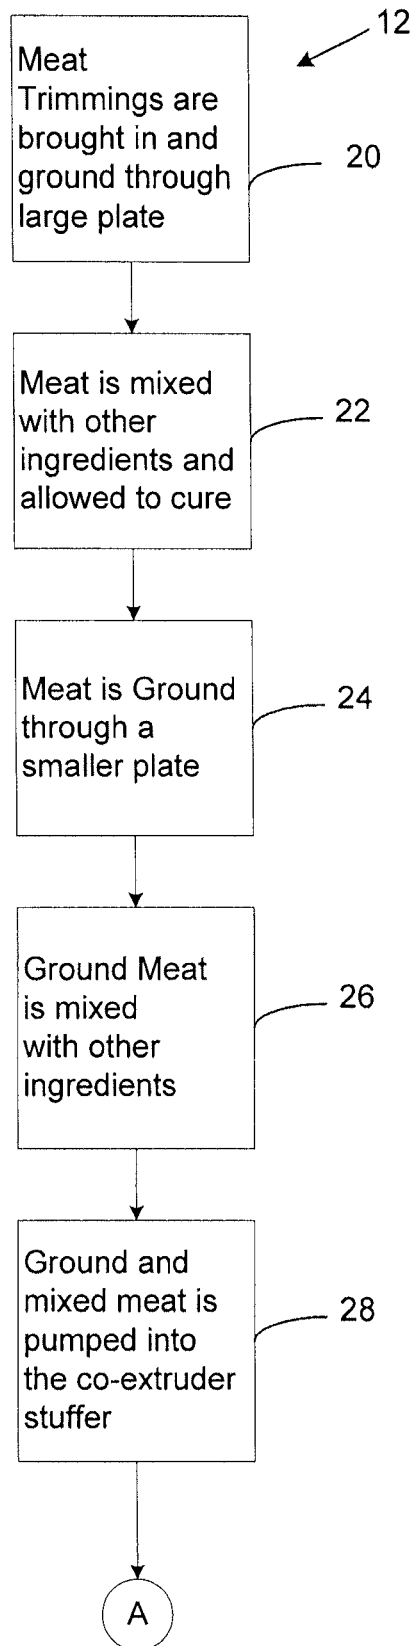 12
Meat
Trimmings are
brought in and
ground through
large plate
20
Meat is mixed
with other
ingredients and
allowed to cure
22
Meat is Ground
through a
smaller plate
24
Ground Meat
is mixed
with other
ingredients
26
Ground and
mixed meat is
pumped into
the co-extruder
stuffer
28
A